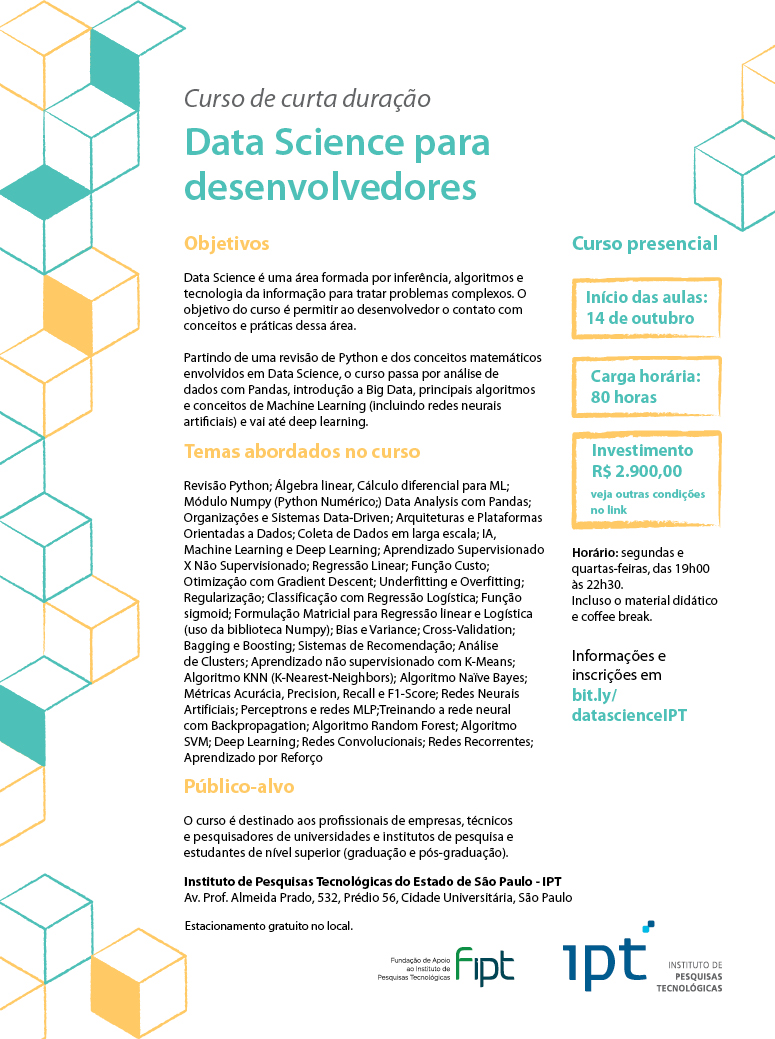 Curso de curta duração
Data Science para
desenvolvedores
Objetivos
Data Science é uma área formada por inferência, algoritmos e
tecnologia da informação para tratar problemas complexos. O
objetivo do curso é permitir ao desenvolvedor o contato com
conceitos e práticas dessa área.
Partindo de uma revisão de Python e dos conceitos matemáticos
envolvidos em Data Science, o curso passa por análise de
dados com Pandas, introdução a Big Data, principais algoritmos
e conceitos de Machine Learning (incluindo redes neurais
artificiais) e vai até deep learning.
Temas abordados no curso
Revisão Python; Álgebra linear, Cálculo diferencial para ML;
Módulo Numpy (Python Numérico;) Data Analysis com Pandas;
Organizações e Sistemas Data-Driven; Arquiteturas e Plataformas
Orientadas a Dados; Coleta de Dados em larga escala; IA,
Machine Learning e Deep Learning; Aprendizado Supervisionado
X Não Supervisionado; Regressão Linear; Função Custo;
Otimização com Gradient Descent; Underfitting e Overfitting;
Regularização; Classificação com Regressão Logística; Função
sigmoid; Formulação Matricial para Regressão linear e Logística
(uso da biblioteca Numpy); Bias e Variance; Cross-Validation;
Bagging e Boosting; Sistemas de Recomendação; Análise
de Clusters; Aprendizado não supervisionado com K-Means;
Algoritmo KNN (K-Nearest-Neighbors); Algoritmo Naïve Bayes;
Métricas Acurácia, Precision, Recall e F1-Score; Redes Neurais
Artificiais; Perceptrons e redes MLP;Treinando a rede neural
com Backpropagation; Algoritmo Random Forest; Algoritmo
SVM; Deep Learning; Redes Convolucionais; Redes Recorrentes;
Aprendizado por Reforço
Público-alvo
O curso é destinado aos profissionais de empresas, técnicos
e pesquisadores de universidades e institutos de pesquisa e
estudantes de nível superior (graduação e pós-graduação).
Instituto de Pesquisas Tecnológicas do Estado de São Paulo - IPT
Av. Prof. Almeida Prado, 532, Prédio 56, Cidade Universitária, São Paulo
Estacionamento gratuito no local.
Curso presencial
Início das aulas:
14 de outubro
Carga horária:
80 horas
Investimento
R$ 2.900,00
veja outras condições
no link
Horário: segundas e
quartas-feiras, das 19h00
às 22h30.
Incluso o material didático
e coffee break.
Informações e
inscrições em
bit.ly/
datascienceIPT
Fundação de Apoio
ao Instituto de
Pesquisas Tecnológicas
Fipt
ipt
INSTITUTO DE
PESQUISAS
TECNOLÓGICAS